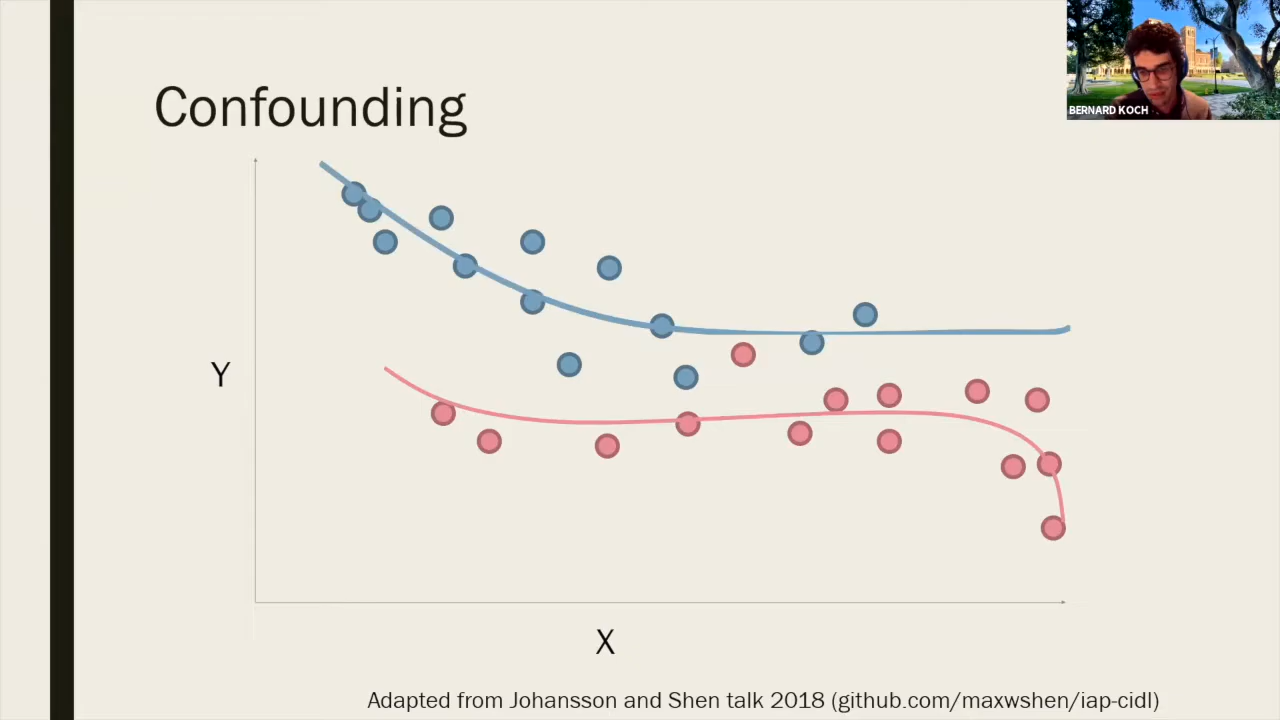 BERNARD KOCH
Confounding
Y
X
Adapted from Johansson and Shen talk 2018 (github.com/maxwshen/iap-cidl)